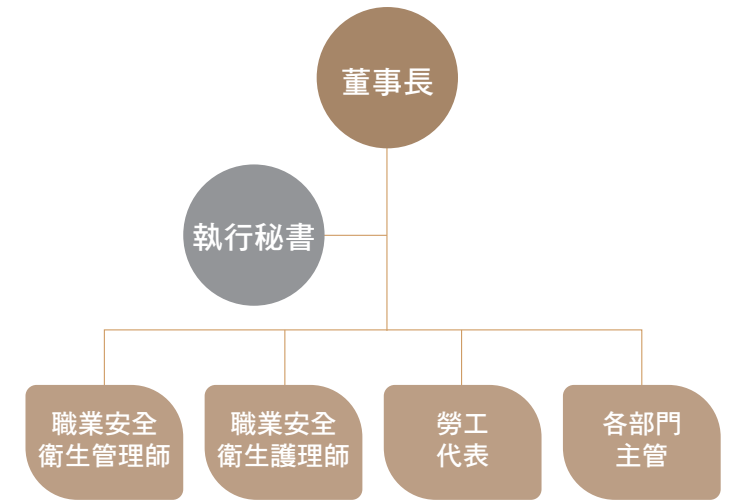 董事長
執行秘書
職業安全
衛生管理師
職業安全
衛生護理師
勞工
代表
各部門
主管